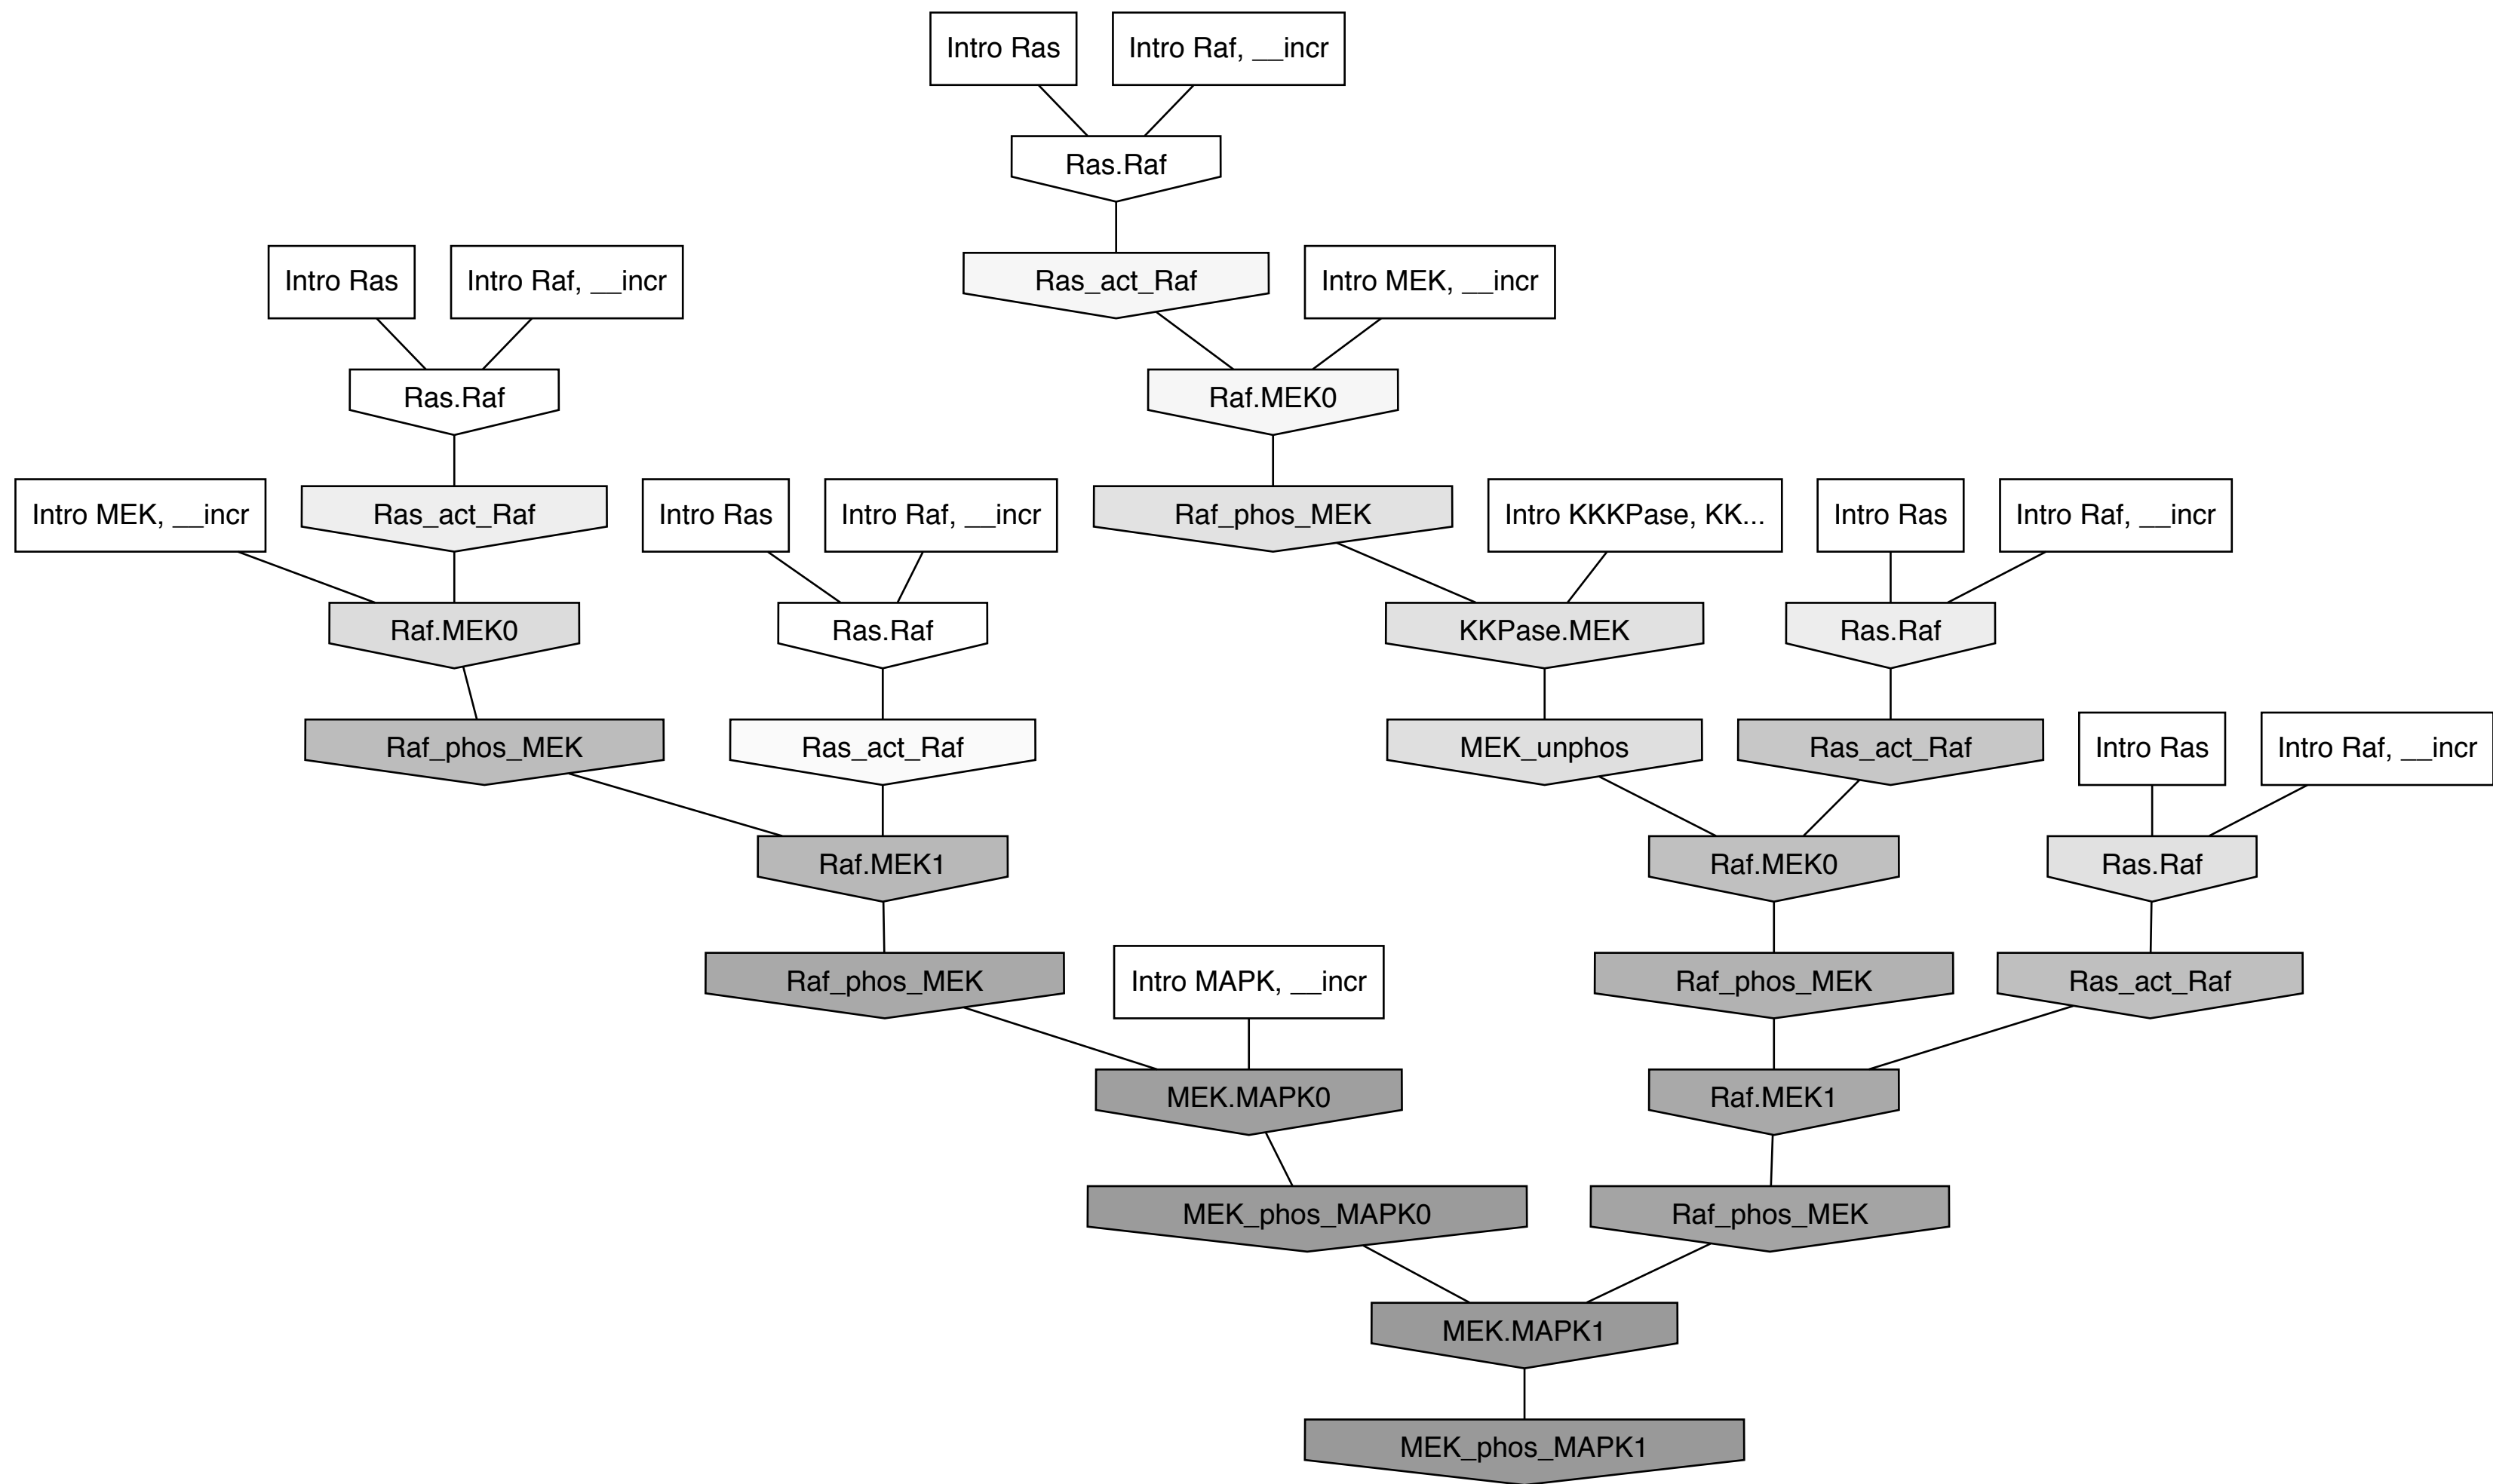 Intro Ras
Intro Raf, __incr
Ras.Raf
Intro Ras
Intro Raf, __incr
Ras_act_Raf
Intro MEK, __incr
Ras.Raf
Raf.MEK0
Intro MEK, __incr
Ras_act_Raf
Intro Ras
Intro Raf, __incr
Raf_phos_MEK
Intro KKKPase, KK...
Intro Ras
Intro Raf, __incr
Raf.MEK0
Ras.Raf
KKPase.MEK
Ras.Raf
Raf_phos_MEK
Ras_act_Raf
MEK_unphos
Ras_act_Raf
Intro Ras
Intro Raf, __incr
Raf.MEK1
Raf.MEK0
Ras.Raf
Raf_phos_MEK
Intro MAPK, __incr
Raf_phos_MEK
Ras_act_Raf
MEK.MAPK0
Raf.MEK1
MEK_phos_MAPK0
Raf_phos_MEK
MEK.MAPK1
MEK_phos_MAPK1